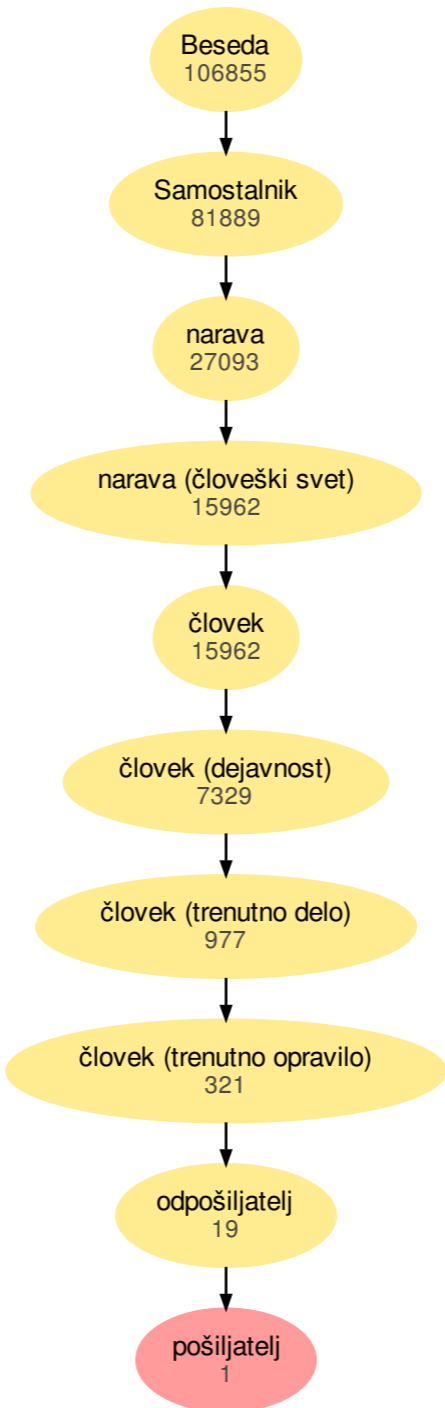 Beseda
106855
Samostalnik
81889
narava
27093
narava (človeški svet)
15962
človek
15962
človek (dejavnost)
7329
človek (trenutno delo)
977
človek (trenutno opravilo)
321
odpošiljatelj
19
pošiljatelj
1